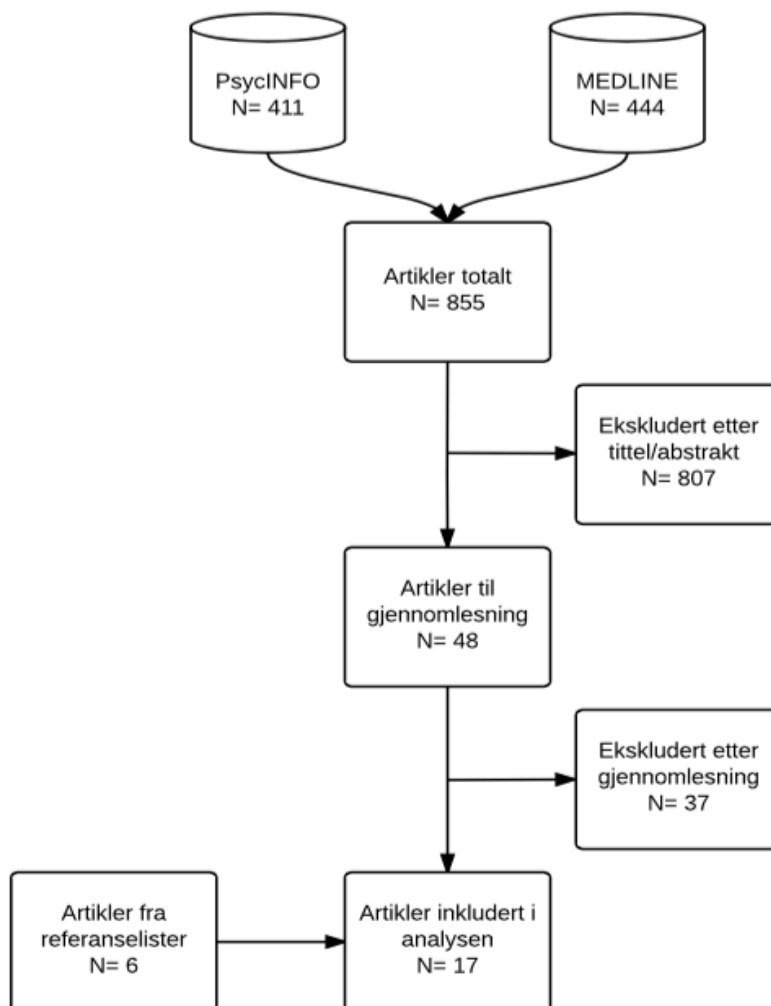 PsycINFO
N= 411
MEDLINE
N= 444
Artikler totalt
N= 855
Ekskludert etter
tittel/abstrakt
N= 807
Artikler til
gjennomlesning
N= 48
Ekskludert etter
gjennomlesning
N= 37
Artikler fra
referanselister
N= 6
Artikler inkludert i
analysen
N= 17